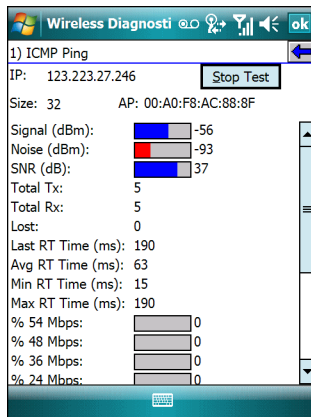 Wireless Diagnosti ok
1) ICMP Ping
IP: 123.223.27.246 Stop Test
Size: 32 AP: 00:A0:F8:AC:88:8F
Signal (dBm): -56
Noise (dBm): -93
SNR (dB): 37
Total Tx: 5
Total Rx: 5
Lost: 0
Last RT Time (ms): 190
Avg RT Time (ms): 63
Min RT Time (ms): 15
Max RT Time (ms): 190
% 54 Mbps: 0
% 48 Mbps: 0
% 36 Mbps: 0
% 24 Mbps: 0